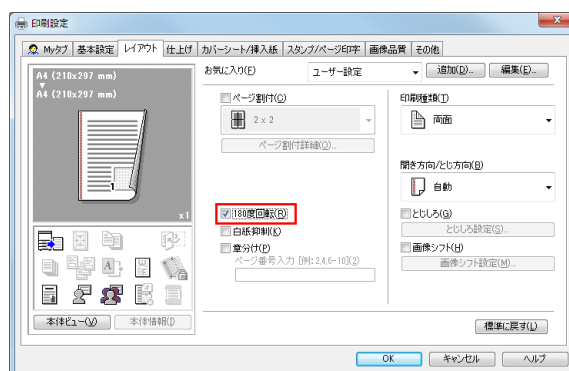 印刷設定
Myタブ 基本設定 レイアウト 仕上げ カバーシート/挿入紙 スタンプ/ページ印字 画像品質 その他
A4 (210x297 mm)
A4 (210x297 mm)
1
x1
本体ビュー(V) 本体情報(I)
お気に入り(F) ユーザー設定 追加(D)... 編集(E)...
ページ割付(C)
2 x 2
ページ割付詳細(O)...
180度回転(R)
白紙抑制(K)
章分け(P)
ページ番号入力 [例: 2,4,6-10](2)
印刷種類(T)
両面
開き方向/とじ方向(B)
自動
とじしろ(G)
とじしろ設定(S)...
画像シフト(H)
画像シフト設定(M)...
標準に戻す(L)
OK キャンセル ヘルプ